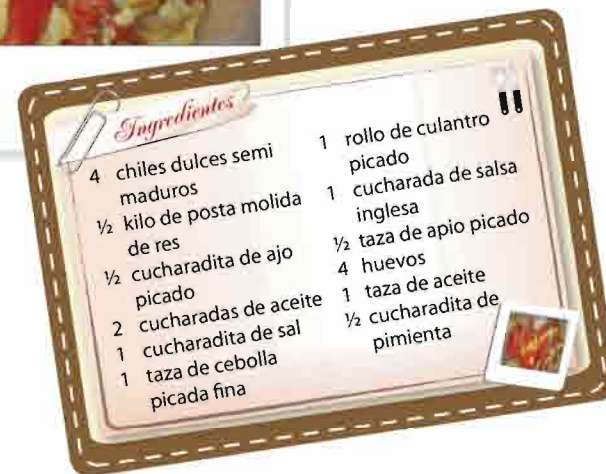 Ingredientes
4 chiles dulces semi
maduros
½ kilo de posta molida
de res
½ cucharadita de ajo
picado
2 cucharadas de aceite
1 cucharadita de sal
1 taza de cebolla
picada fina
1 rollo de culantro
picado
1 cucharada de salsa
inglesa
½ taza de apio picado
4 huevos
1 taza de aceite
½ cucharadita de
pimienta